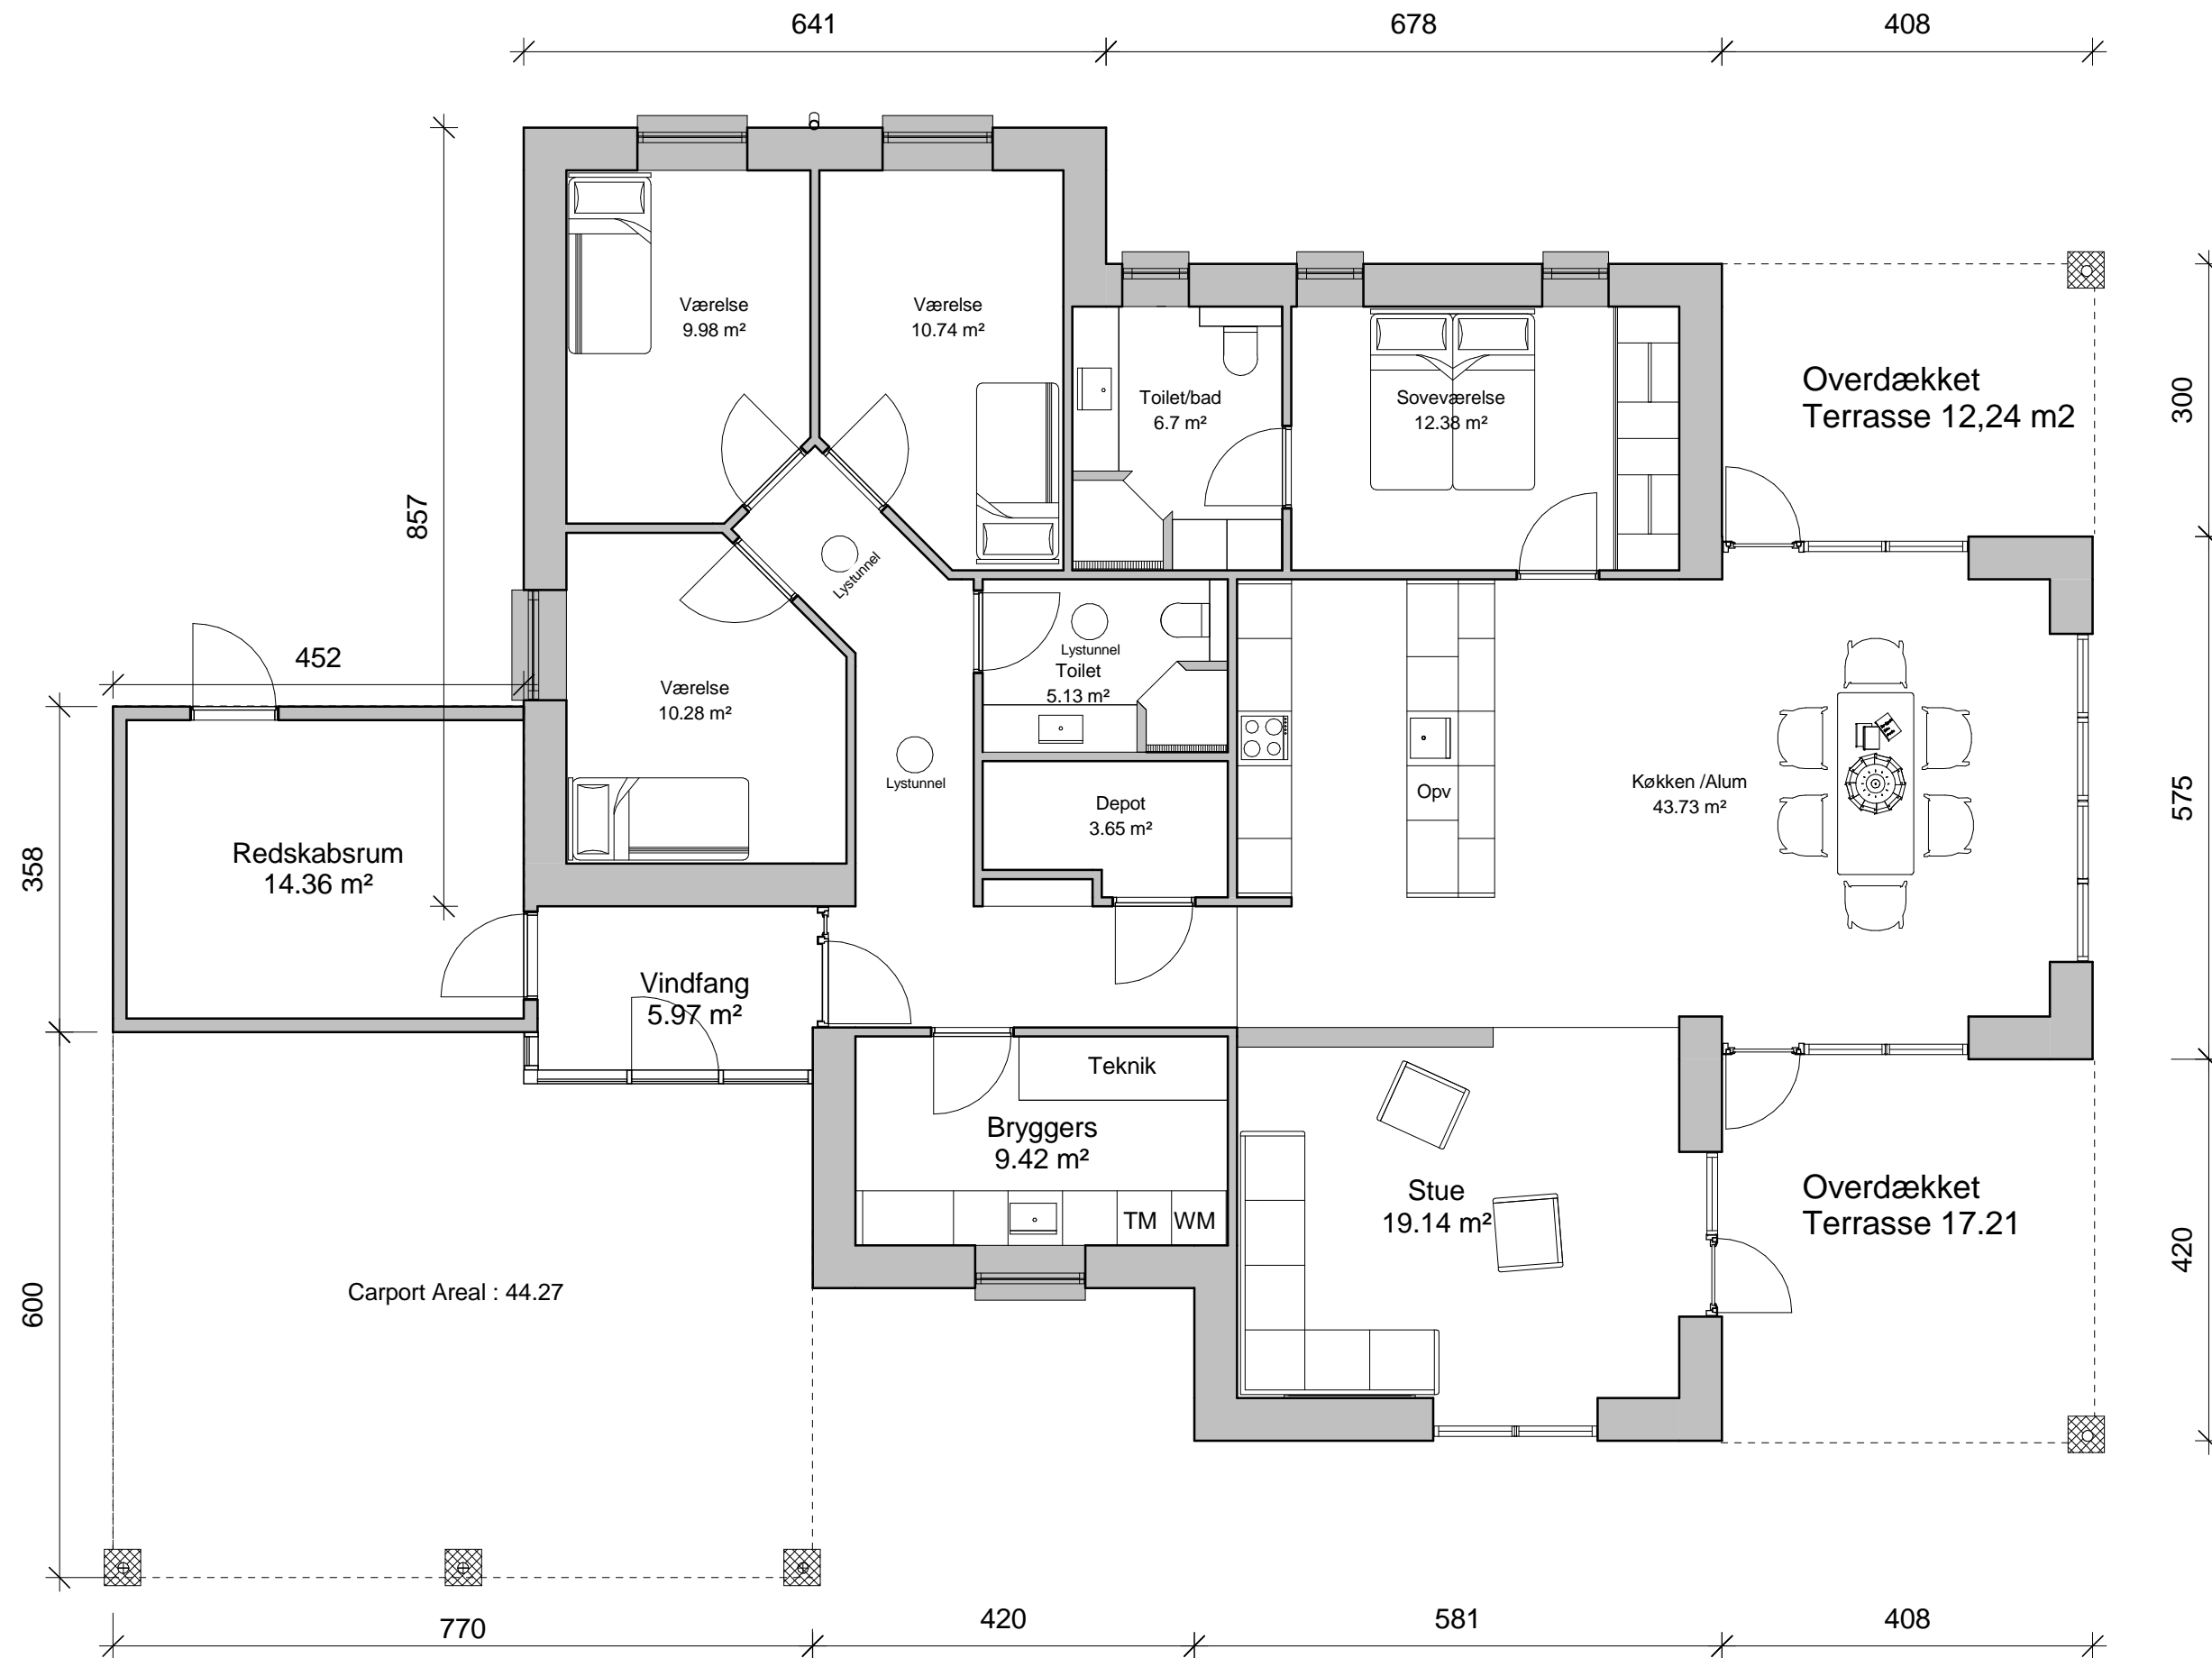 641
678
408
Værelse
9.98 m²
Værelse
10.74 m²
Toilet/bad
6.7 m²
Soveværelse
12.38 m²
Overdækket
Terrasse 12,24 m2
300
857
Lystunnel
452
Værelse
10.28 m²
Lystunnel
Toilet
5.13 m²
Lystunnel
Depot
3.65 m²
Opv
Køkken /Alum
43.73 m²
575
358
Redskabsrum
14.36 m²
Vindfang
5.97 m²
Teknik
Bryggers
9.42 m²
TM
WM
Stue
19.14 m²
Overdækket
Terrasse 17.21
420
600
Carport Areal : 44.27
770
420
581
408